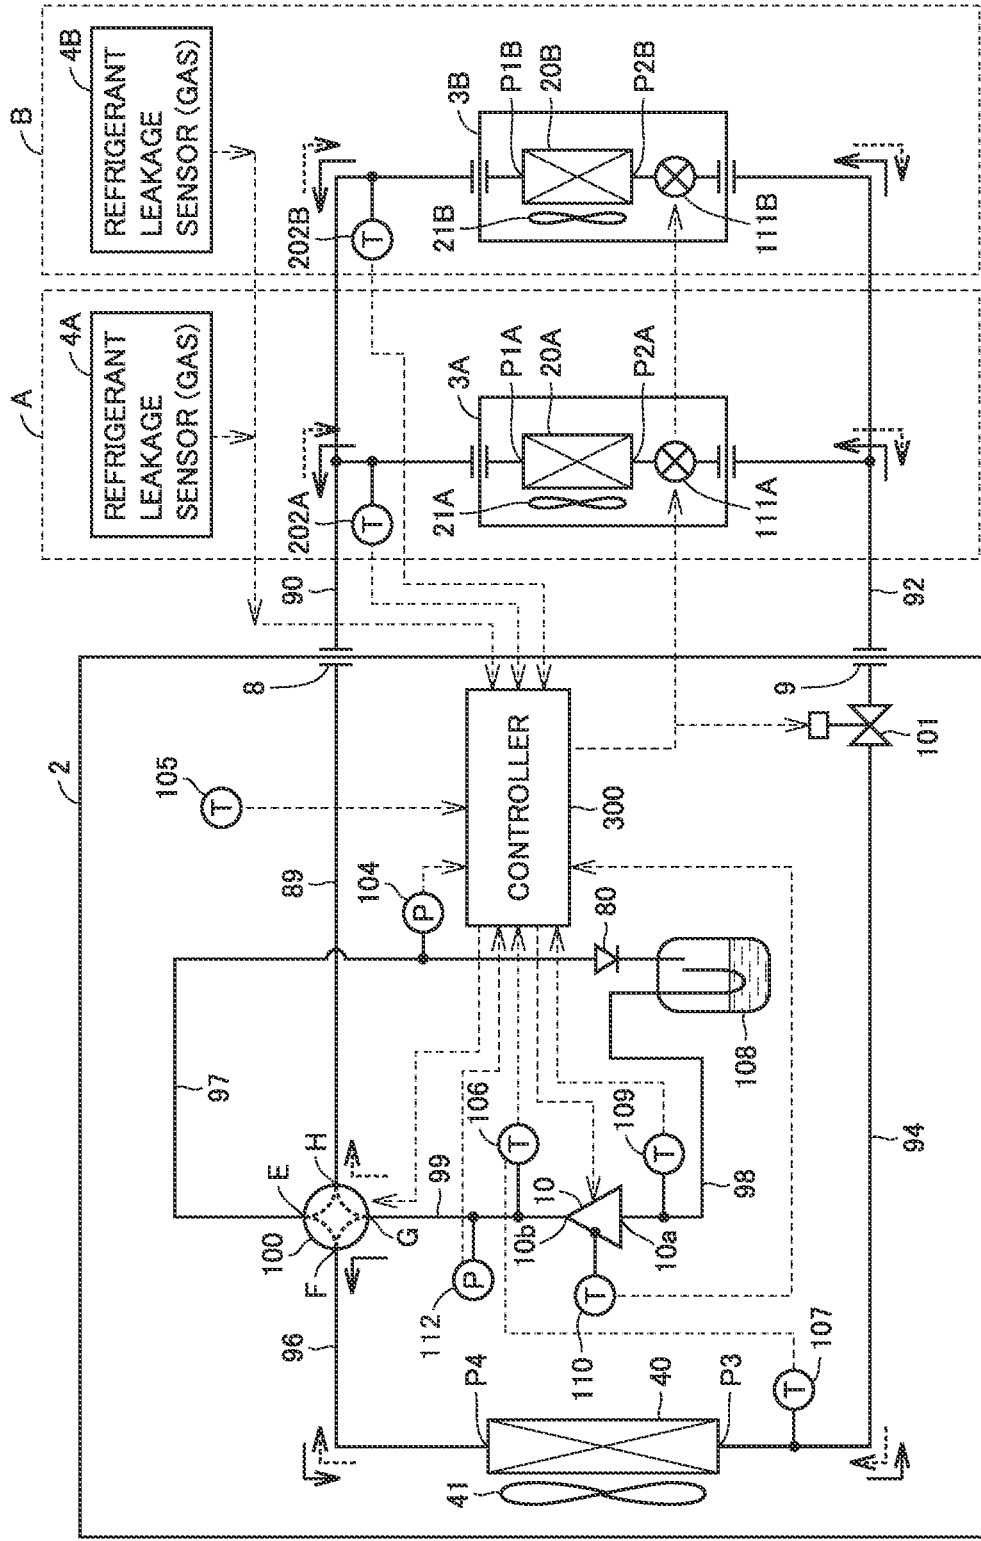 2
96
F
100
E
H
G
97
89
105
T
8
90
202A
T
A
4A
REFRIGERANT
LEAKAGE
SENSOR (GAS)
202B
T
B
4B
REFRIGERANT
LEAKAGE
SENSOR (GAS)
104
P
99
P
112
T
106
P4
41
40
P3
10b
10
10a
T
110
T
109
98
80
108
CONTROLLER
300
3A
P1A
20A
P2A
21A
111A
3B
P1B
20B
P2B
21B
111B
T
107
94
101
9
92